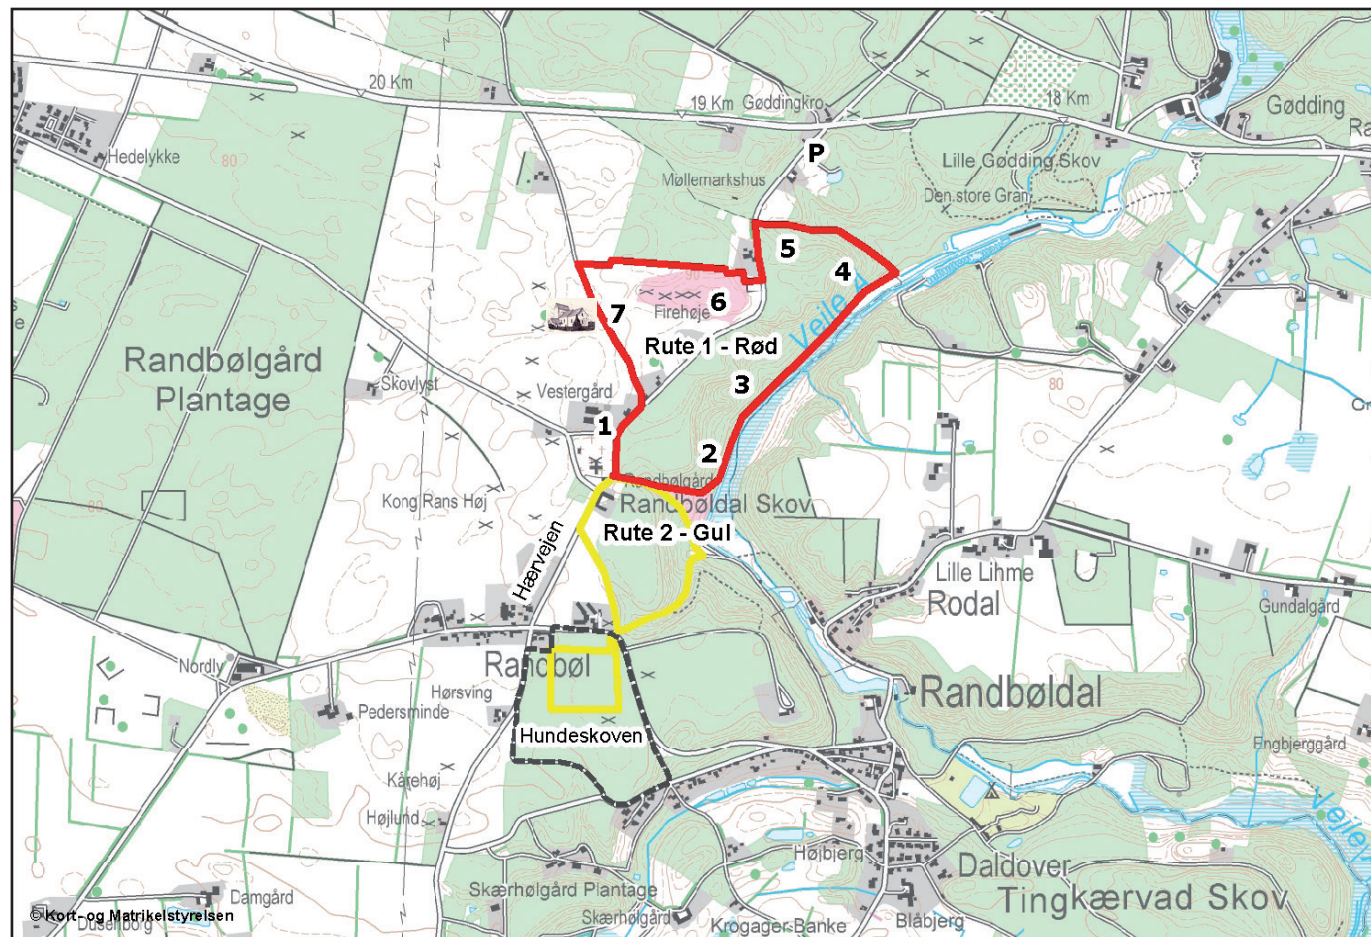 20 Km
19 Km
Gøddingkro
18 Km
Gødding
Hedelykke
80
P
Møllemarkshus
Lille Gødding Skov
Den store Gran
5
4
Vejle Å
7
6
Firehøje
Rute 1 - Rød
Randbølgård
Plantage
Skovlyst
Vestergård
3
80
1
2
Randbølgård
Kong Rans Høj
Randbøldal Skov
Rute 2 - Gul
Hærvejen
Lille Lihme
Rodal
Gundalgård
Nordly
Randbøl
Hørsving
Pedersminde
Randbøldal
Hundeskoven
Engbjerggård
Kårehøj
Højlund
Højbjerg
Daldover
Tingkærvad Skov
Damgård
Skærhølgård Plantage
Skærhølgård
Krogager-Banke
Blåbjerg
© Kort- og Matrikelstyrelsen
Dusenborg